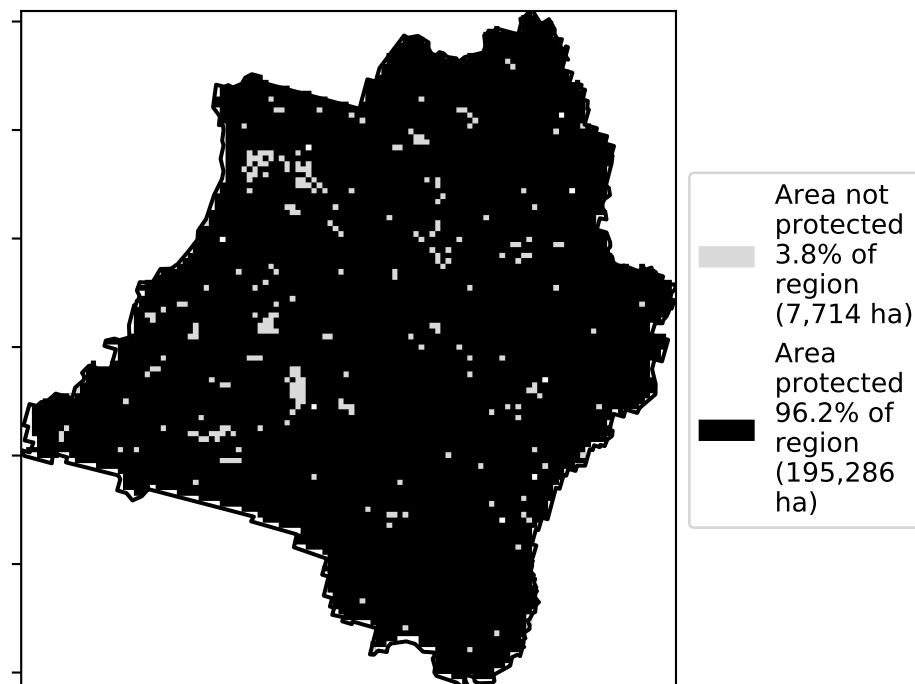 Area not
protected
3.8% of
region
(7,714 ha)
Area
protected
96.2% of
region
(195,286
ha)